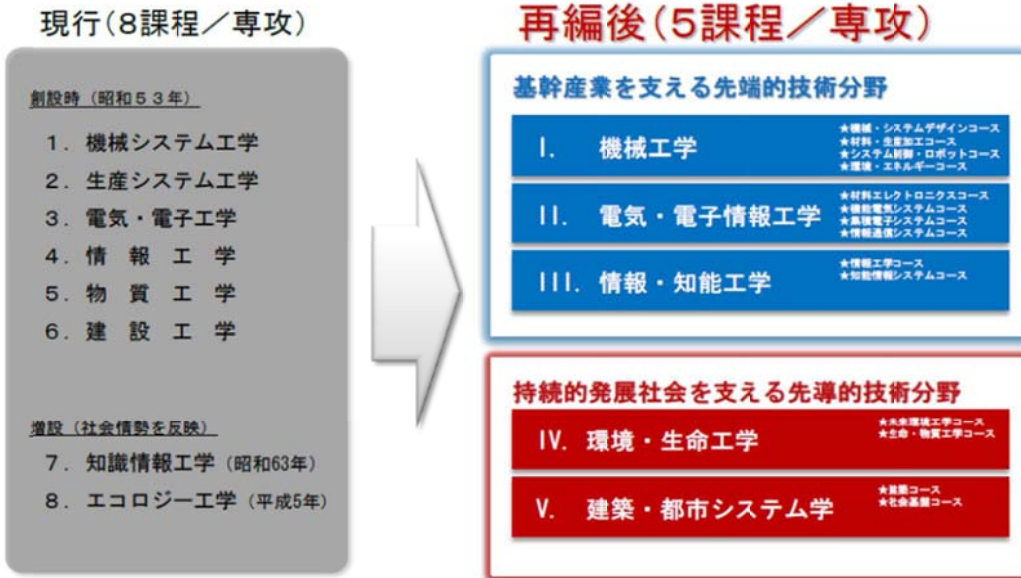 現行(8課程／専攻)
創設時（昭和５３年）
１．機械システム工学
２．生産システム工学
３．電気・電子工学
４．情　報　工　学
５．物　質　工　学
６．建　設　工　学
増設（社会情勢を反映）
７．知識情報工学（昭和63年）
８．エコロジー工学（平成5年）
再編後(5課程／専攻)
基幹産業を支える先端的技術分野
I.　機械工学
★機械・システムデザインコース
★材料・生産加工コース
★システム制御・ロボットコース
★環境・エネルギーコース
II.　電気・電子情報工学
★材料エレクトロニクスコース
★機能電気システムコース
★集積電子システムコース
★情報通信システムコース
III.　情報・知能工学
★情報工学コース
★知能情報システムコース
持続的発展社会を支える先導的技術分野
IV.　環境・生命工学
★未来環境工学コース
★生命・物質工学コース
V.　建築・都市システム学
★建築コース
★社会基盤コース